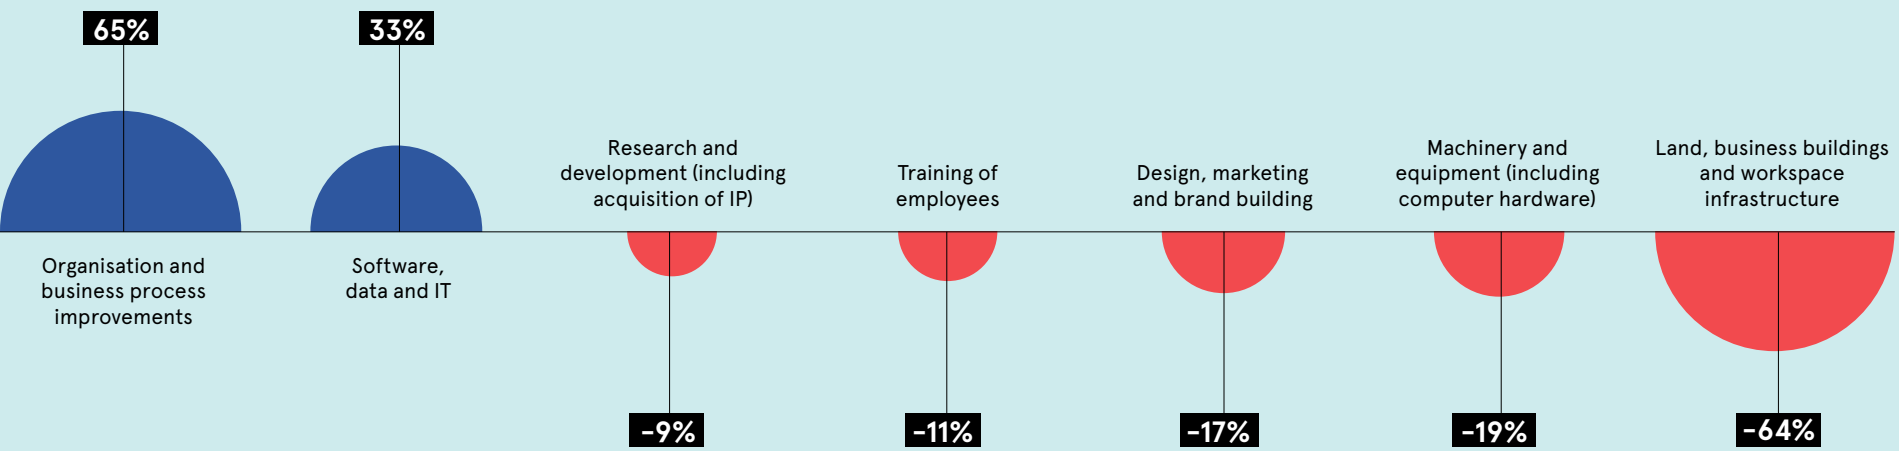 65%
Organisation and
business process
improvements
33%
Software,
data and IT
Research and
development (including
acquisition of IP)
-9%
Training of
employees
-11%
Design, marketing
and brand building
-17%
Machinery and
equipment (including
computer hardware)
-19%
Land, business buildings
and workspace
infrastructure
-64%